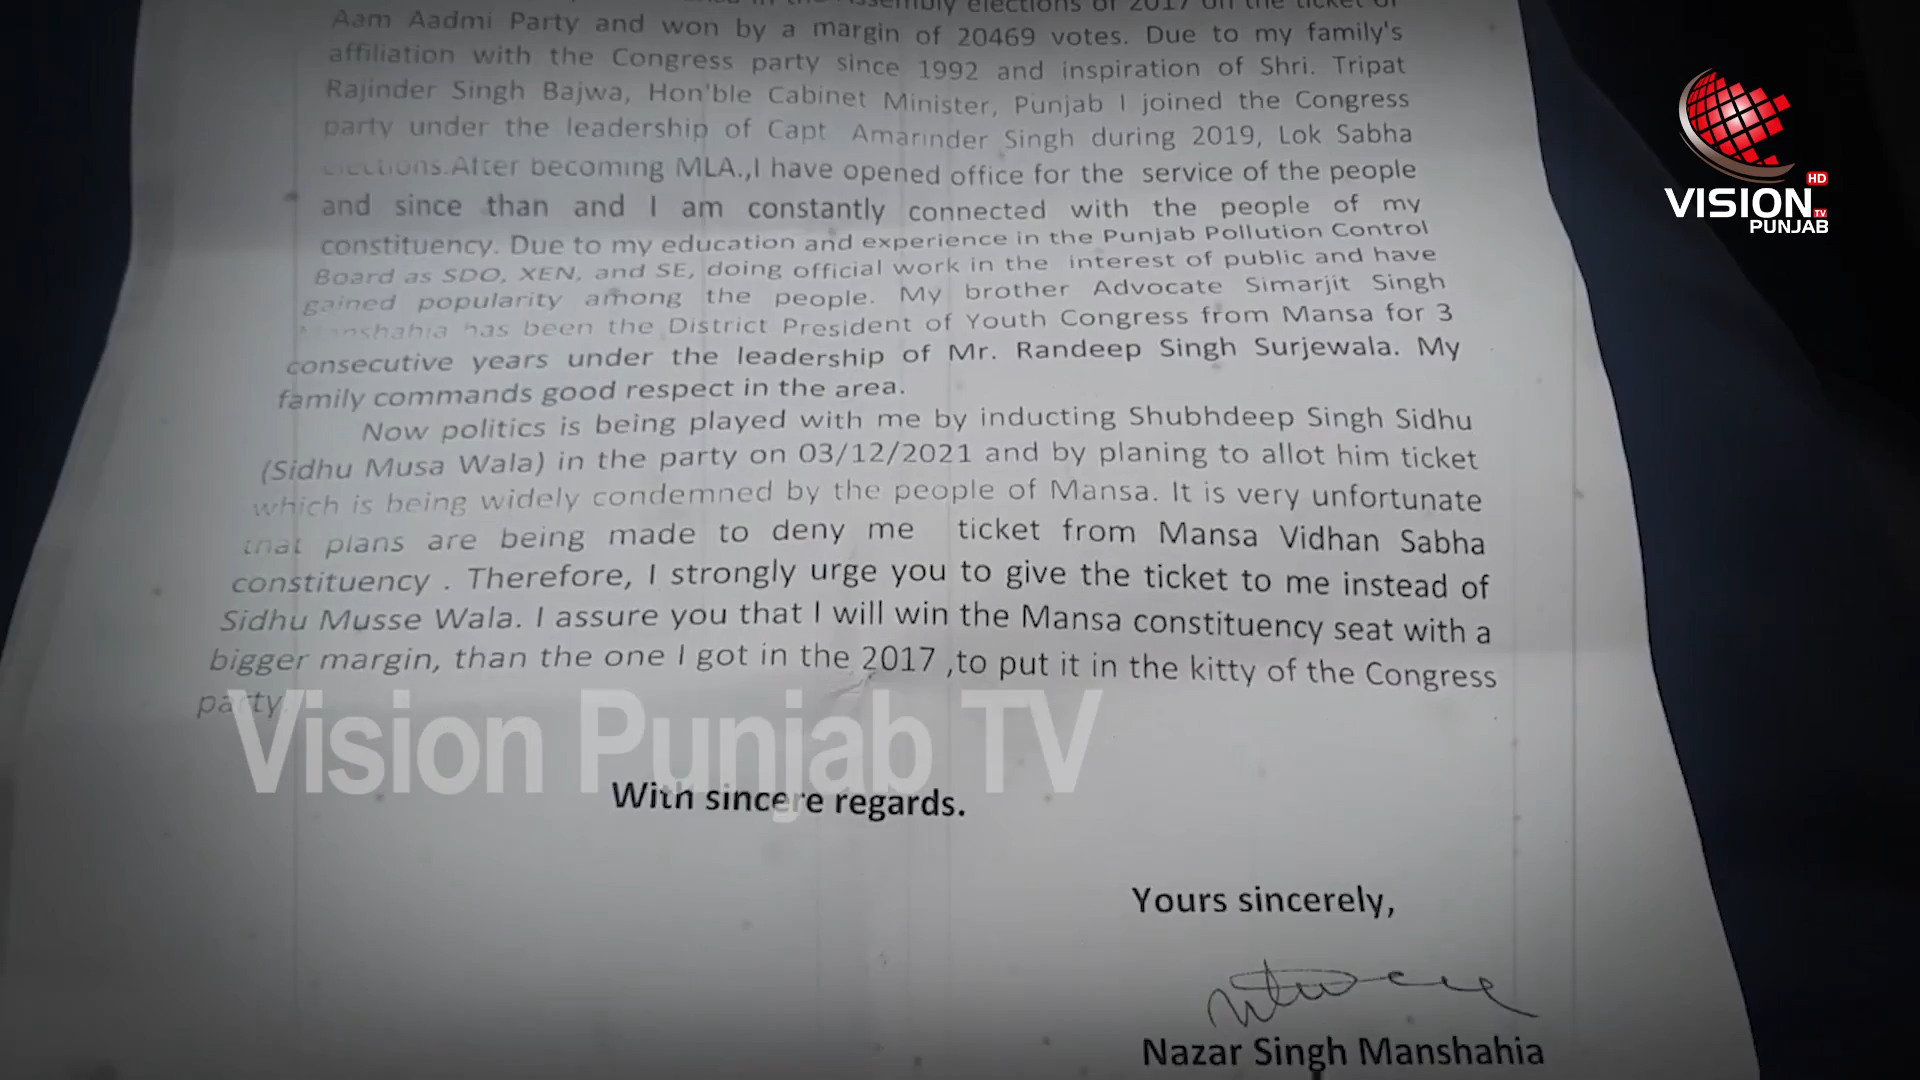 Assembly elections of 2017 on the ticket of
Aam Aadmi Party and won by a margin of 20469 votes. Due to my family's
affiliation with the Congress party since 1992 and inspiration of Shri. Tripat
Rajinder Singh Bajwa, Hon'ble Cabinet Minister, Punjab I joined the Congress
party under the leadership of Capt Amarinder Singh during 2019, Lok Sabha
elections.After becoming MLA.,I have opened office for the service of the people
and since than and I am constantly connected with the people of my
constituency. Due to my education and experience in the Punjab Pollution Control
Board as SDO, XEN, and SE, doing official work in the interest of public and have
gained popularity among the people. My brother Advocate Simarjit Singh
Manshahia has been the District President of Youth Congress from Mansa for 3
consecutive years under the leadership of Mr. Randeep Singh Surjewala. My
family commands good respect in the area.
Now politics is being played with me by inducting Shubhdeep Singh Sidhu
(Sidhu Musa Wala) in the party on 03/12/2021 and by planing to allot him ticket
which is being widely condemned by the people of Mansa. It is very unfortunate
that plans are being made to deny me ticket from Mansa Vidhan Sabha
constituency . Therefore, I strongly urge you to give the ticket to me instead of
Sidhu Musse Wala. I assure you that I will win the Mansa constituency seat with a
bigger margin, than the one I got in the 2017 ,to put it in the kitty of the Congress
party.
With sincere regards.
Yours sincerely,
Nazar Singh Manshahia
Vision Punjab TV
HD
VISION
TV
PUNJAB